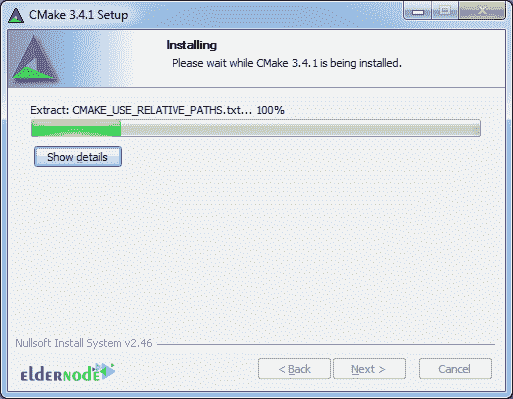 CMake 3.4.1 Setup
Installing
Please wait while CMake 3.4.1 is being installed.
Extract: CMAKE_USE_RELATIVE_PATHS.txt... 100%
Show details
Nullsoft Install System v2.46
eldernode
< Back
Next >
Cancel